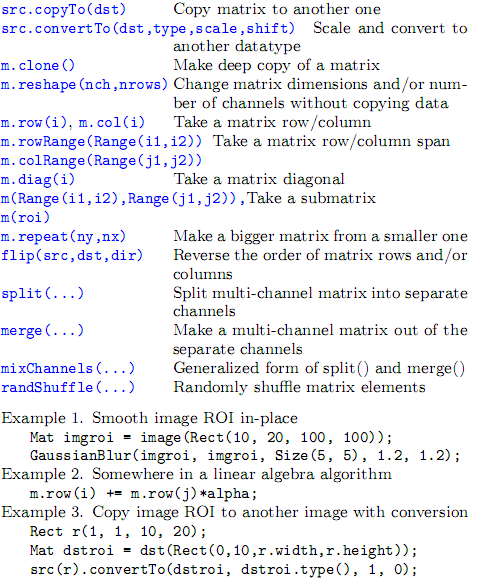 src.copyTo(dst) Copy matrix to another one
src.convertTo(dst,type,scale,shift) Scale and convert to
another datatype
m.clone() Make deep copy of a matrix
m.reshape(nch,nrows) Change matrix dimensions and/or num-
ber of channels without copying data
m.row(i), m.col(i) Take a matrix row/column
m.rowRange(Range(i1,i2)) Take a matrix row/column span
m.colRange(Range(j1,j2))
m.diag(i) Take a matrix diagonal
m(Range(i1,i2),Range(j1,j2)),Take a submatrix
m(roi)
m.repeat(ny,nx) Make a bigger matrix from a smaller one
flip(src,dst,dir) Reverse the order of matrix rows and/or
columns
split(...) Split multi-channel matrix into separate
channels
merge(...) Make a multi-channel matrix out of the
separate channels
mixChannels(...) Generalized form of split() and merge()
randShuffle(...) Randomly shuffle matrix elements
Example 1. Smooth image ROI in-place
Mat imgroi = image(Rect(10, 20, 100, 100));
GaussianBlur(imgroi, imgroi, Size(5, 5), 1.2, 1.2);
Example 2. Somewhere in a linear algebra algorithm
m.row(i) += m.row(j)*alpha;
Example 3. Copy image ROI to another image with conversion
Rect r(1, 1, 10, 20);
Mat dstroi = dst(Rect(0,10,r.width,r.height));
src(r).convertTo(dstroi, dstroi.type(), 1, 0);